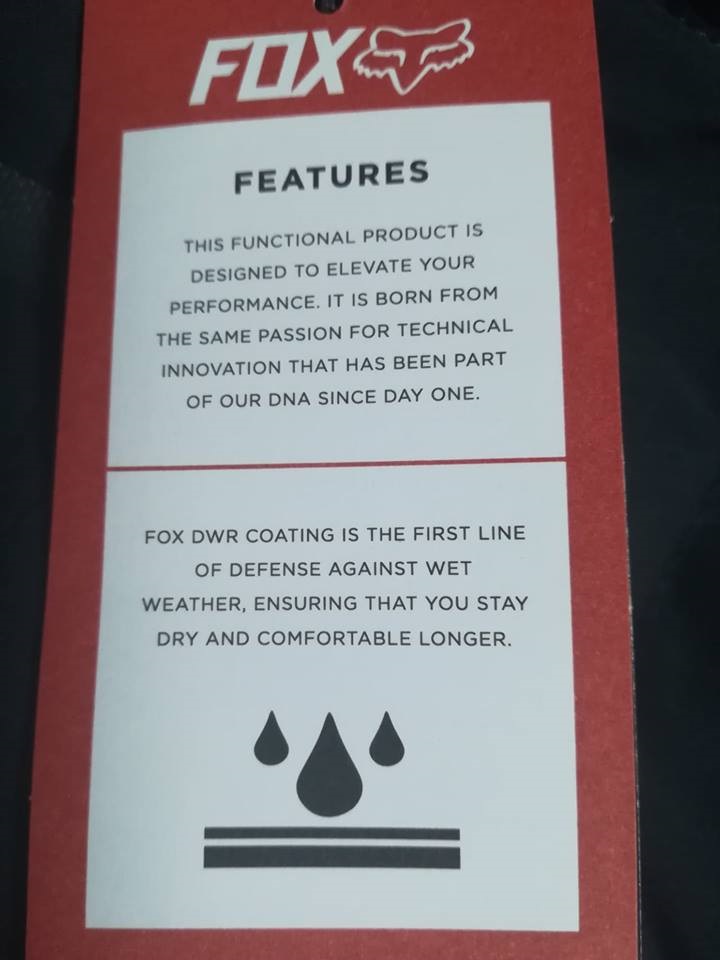 FOX
FEATURES
THIS FUNCTIONAL PRODUCT IS
DESIGNED TO ELEVATE YOUR
PERFORMANCE. IT IS BORN FROM
THE SAME PASSION FOR TECHNICAL
INNOVATION THAT HAS BEEN PART
OF OUR DNA SINCE DAY ONE.
FOX DWR COATING IS THE FIRST LINE
OF DEFENSE AGAINST WET
WEATHER, ENSURING THAT YOU STAY
DRY AND COMFORTABLE LONGER.